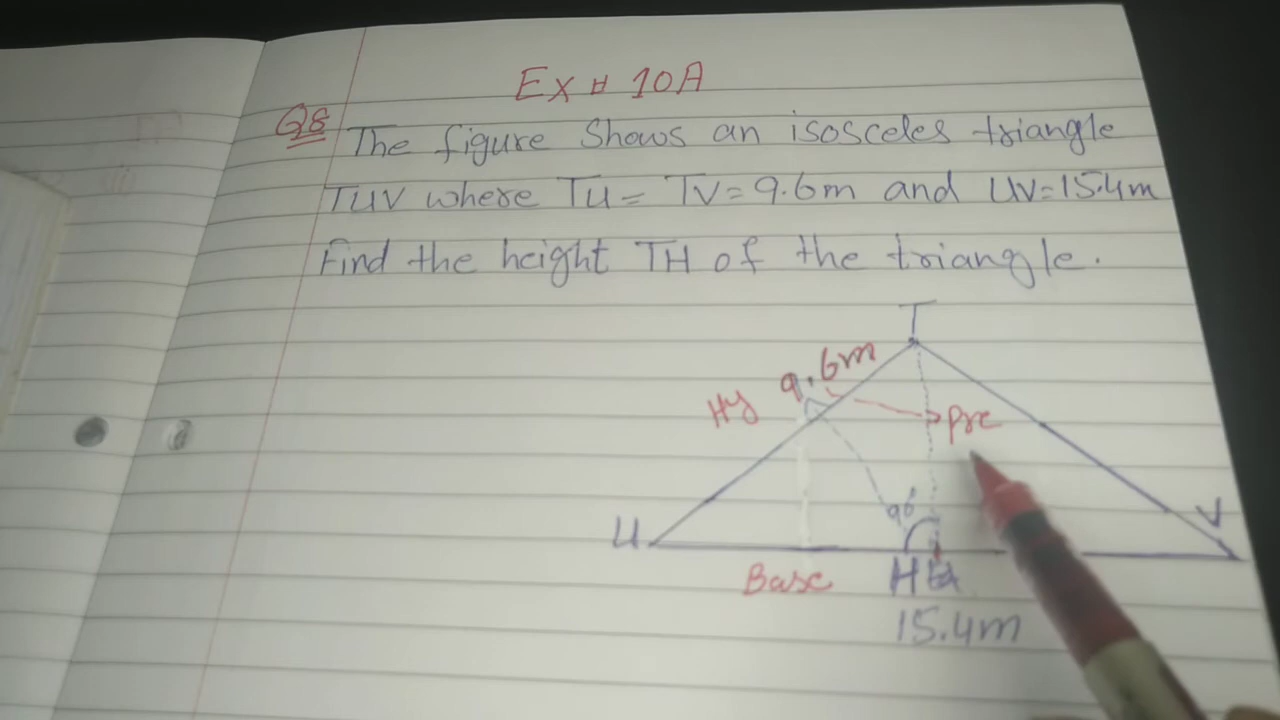 Ex # 10A
Q8 The figure Shows an isosceles triangle
TUV where TU = TV = 9.6m and UV=15.4m
Find the height TH of the triangle.
T
Hy 9.6m
Pre
90°
U
V
Base
H
15.4m